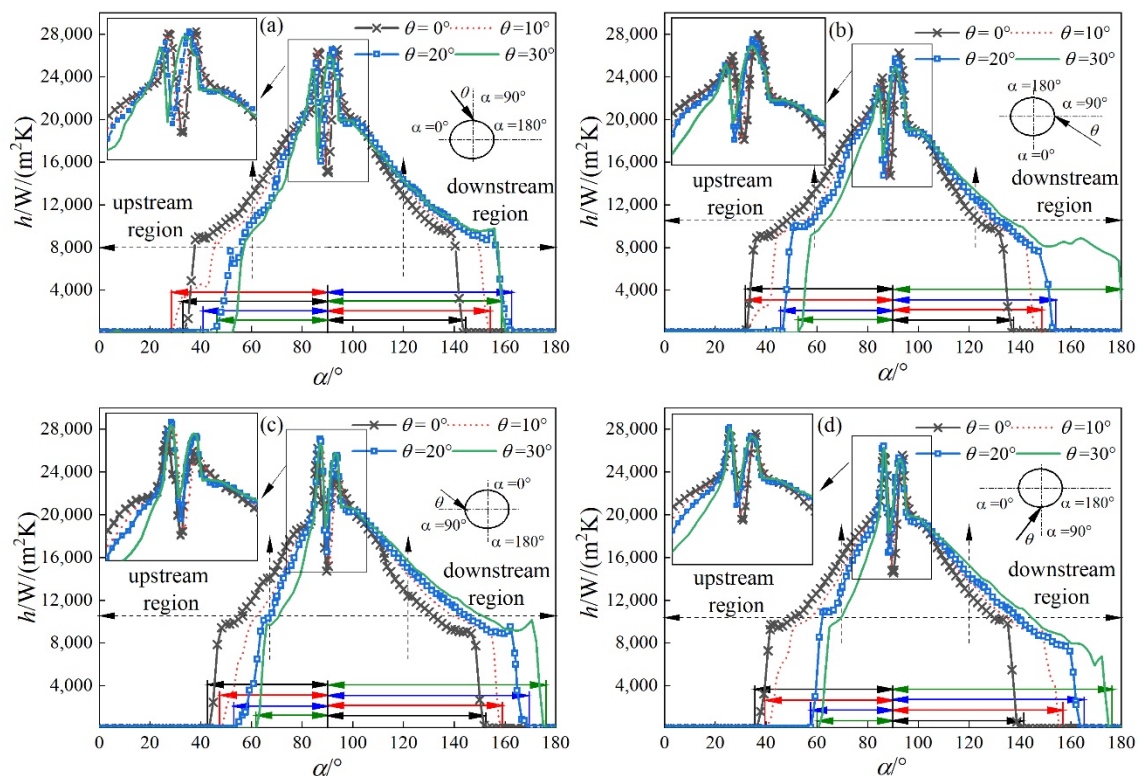 (a)
θ=0° θ=10°
θ=20° θ=30°
θ
α=90°
α=0°
α=180°
upstream
region
downstream
region
28,000
24,000
20,000
16,000
12,000
8,000
4,000
h/W/(m²K)
0 20 40 60 80 100 120 140 160 180
α/°
(b)
θ=0° θ=10°
θ=20° θ=30°
α=180°
α=90°
θ
α=0°
upstream
region
downstream
region
28,000
24,000
20,000
16,000
12,000
8,000
4,000
h/W/(m²K)
0 20 40 60 80 100 120 140 160 180
α/°
(c)
θ=0° θ=10°
θ=20° θ=30°
α=0°
θ
α=90°
α=180°
upstream
region
downstream
region
28,000
24,000
20,000
16,000
12,000
8,000
4,000
h/W/(m²K)
0 20 40 60 80 100 120 140 160 180
α/°
(d)
θ=0° θ=10°
θ=20° θ=30°
α=0°
α=180°
θ
α=90°
upstream
region
downstream
region
28,000
24,000
20,000
16,000
12,000
8,000
4,000
h/W/(m²K)
0 20 40 60 80 100 120 140 160 180
α/°